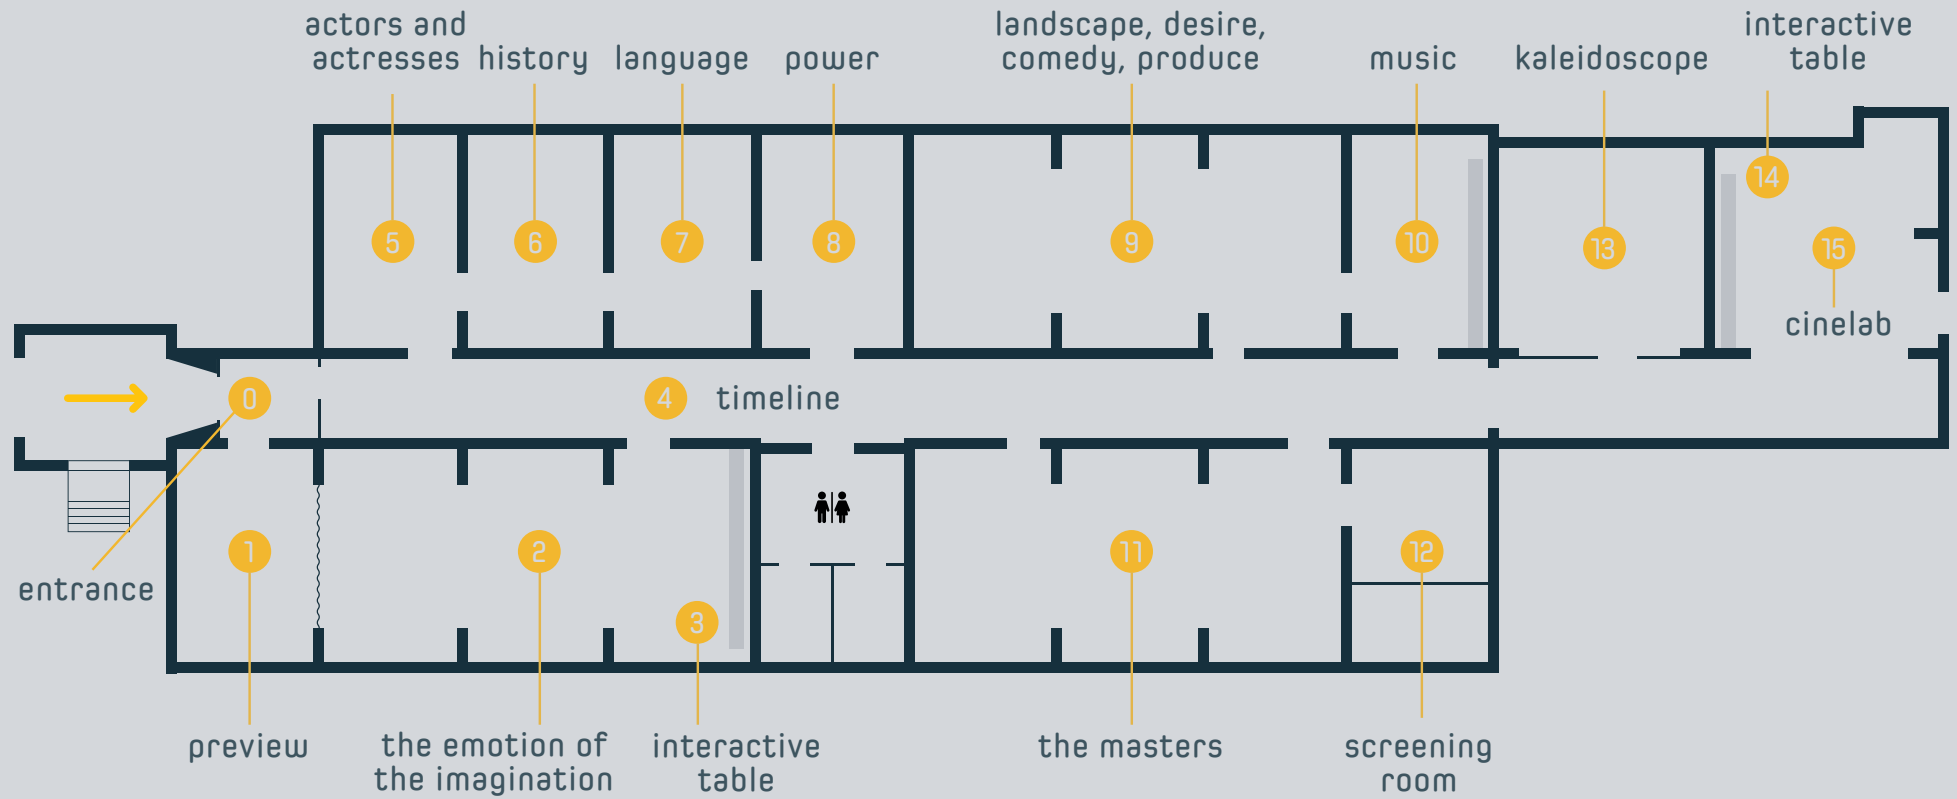 actors and
actresses
history
language
power
landscape, desire,
comedy, produce
music
kaleidoscope
interactive
table
5
6
7
8
9
10
13
14
15
cinelab
0
4
timeline
entrance
1
2
3
11
12
preview
the emotion of
the imagination
interactive
table
the masters
screening
room